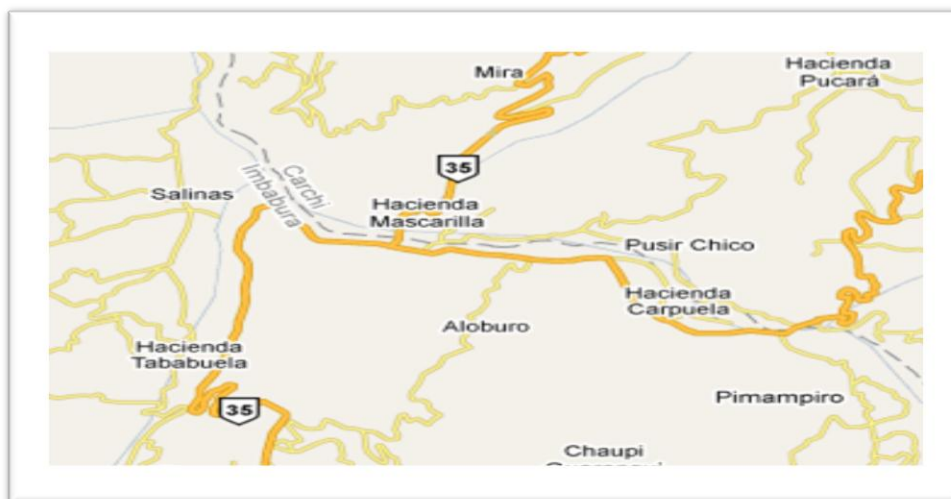 Hacienda
Pucará
Mira
35
Carchi
Imbabura
Salinas
Hacienda
Mascarilla
Pusir Chico
Hacienda
Carpuela
Aloburo
Hacienda
Tababuela
35
Pimampiro
Chaupi